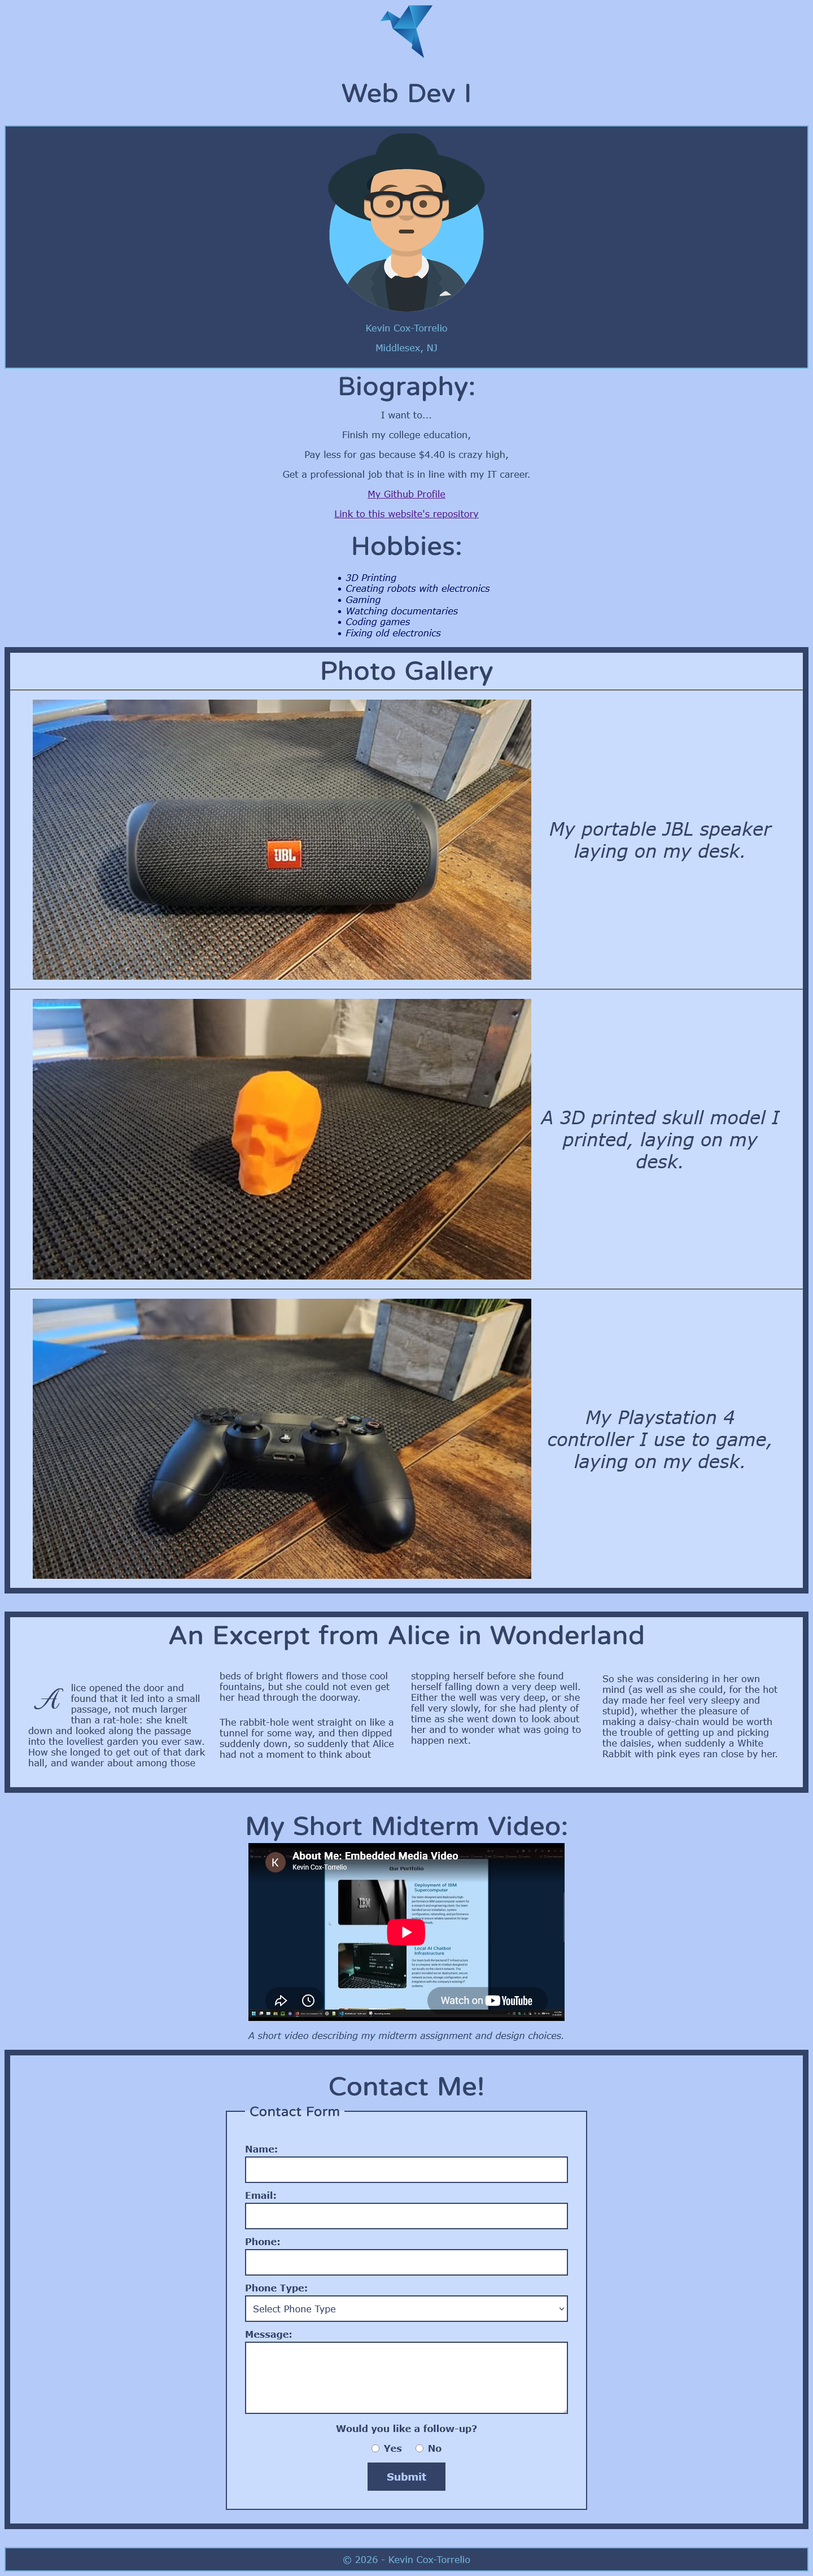 Web Dev I
Kevin Cox-Torrelio
Middlesex, NJ
Biography:
I want to...
Finish my college education,
Pay less for gas because $4.40 is crazy high,
Get a professional job that is in line with my IT career.
My Github Profile
Link to this website's repository
Hobbies:
3D Printing
Creating robots with electronics
Gaming
Watching documentaries
Coding games
Fixing old electronics
Photo Gallery
JBL
My portable JBL speaker
laying on my desk.
A 3D printed skull model I
printed, laying on my
desk.
My Playstation 4
controller I use to game,
laying on my desk.
An Excerpt from Alice in Wonderland
Alice opened the door and
found that it led into a small
passage, not much larger
than a rat-hole: she knelt
down and looked along the passage
into the loveliest garden you ever saw.
How she longed to get out of that dark
hall, and wander about among those
beds of bright flowers and those cool
fountains, but she could not even get
her head through the doorway.
The rabbit-hole went straight on like a
tunnel for some way, and then dipped
suddenly down, so suddenly that Alice
had not a moment to think about
stopping herself before she found
herself falling down a very deep well.
Either the well was very deep, or she
fell very slowly, for she had plenty of
time as she went down to look about
her and to wonder what was going to
happen next.
So she was considering in her own
mind (as well as she could, for the hot
day made her feel very sleepy and
stupid), whether the pleasure of
making a daisy-chain would be worth
the trouble of getting up and picking
the daisies, when suddenly a White
Rabbit with pink eyes ran close by her.
My Short Midterm Video:
K
About Me: Embedded Media Video
Kevin Cox-Torrelio
Our Portfolio
Deployment of IBM
Supercomputer
Local AI Chatbot
Infrastructure
Watch on YouTube
A short video describing my midterm assignment and design choices.
Contact Me!
Contact Form
Name:
Email:
Phone:
Phone Type:
Select Phone Type
Message:
Would you like a follow-up?
Yes No
Submit
© 2026 - Kevin Cox-Torrelio